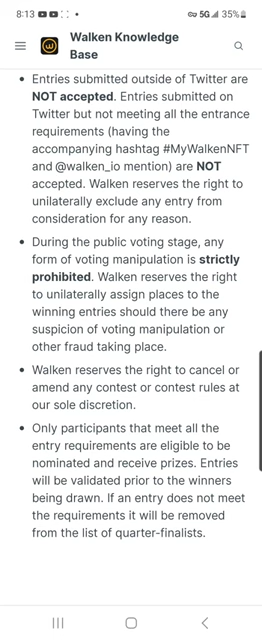 8:13
5G 35%
Walken Knowledge
Base
• Entries submitted outside of Twitter are
NOT accepted. Entries submitted on
Twitter but not meeting all the entrance
requirements (having the
accompanying hashtag #MyWalkenNFT
and @walken_io mention) are NOT
accepted. Walken reserves the right to
unilaterally exclude any entry from
consideration for any reason.
• During the public voting stage, any
form of voting manipulation is strictly
prohibited. Walken reserves the right
to unilaterally assign places to the
winning entries should there be any
suspicion of voting manipulation or
other fraud taking place.
• Walken reserves the right to cancel or
amend any contest or contest rules at
our sole discretion.
• Only participants that meet all the
entry requirements are eligible to be
nominated and receive prizes. Entries
will be validated prior to the winners
being drawn. If an entry does not meet
the requirements it will be removed
from the list of quarter-finalists.